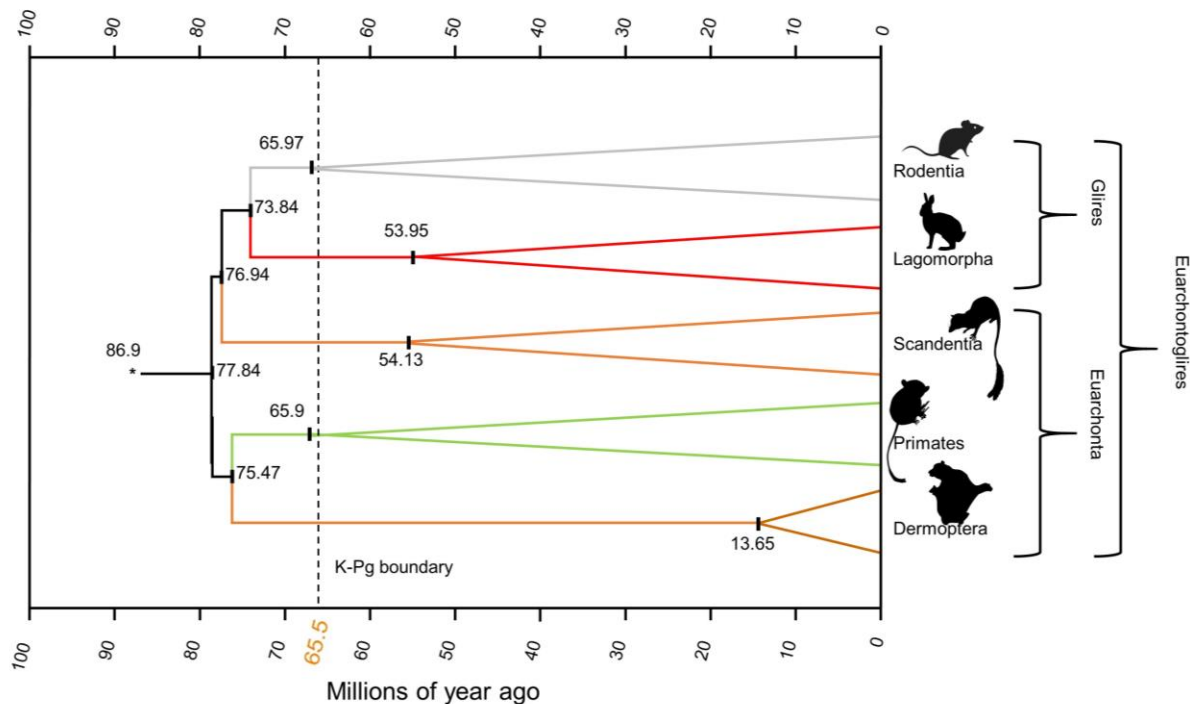 100 90 80 70 60 50 40 30 20 10 0
65.97
Rodentia
73.84
53.95
Lagomorpha
Glires
76.94
Scandentia
54.13
86.9
*
77.84
65.9
Primates
75.47
Dermoptera
13.65
Euarchonta
Euarchontoglires
K-Pg boundary
100 90 80 70 65.5 60 50 40 30 20 10 0
Millions of year ago